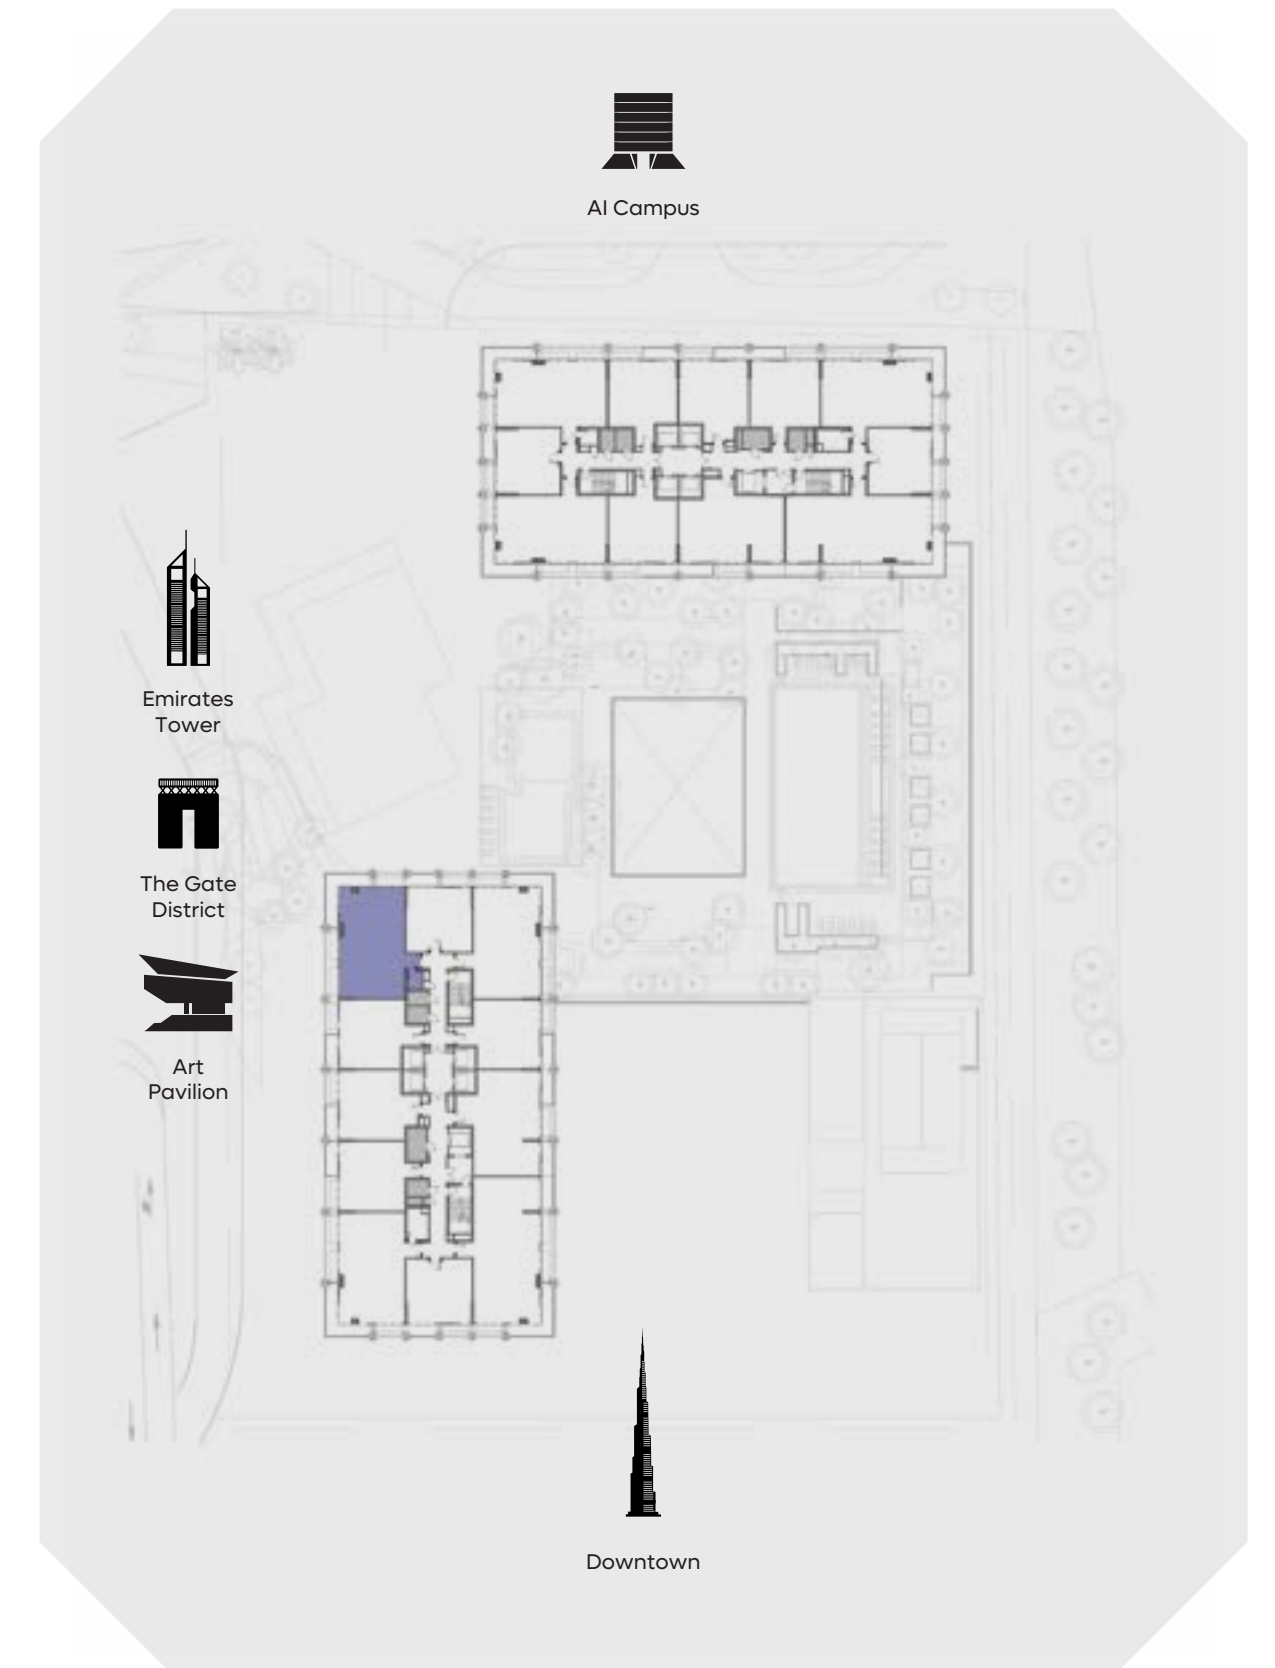 AI Campus
Emirates
Tower
The Gate
District
Art
Pavilion
Downtown